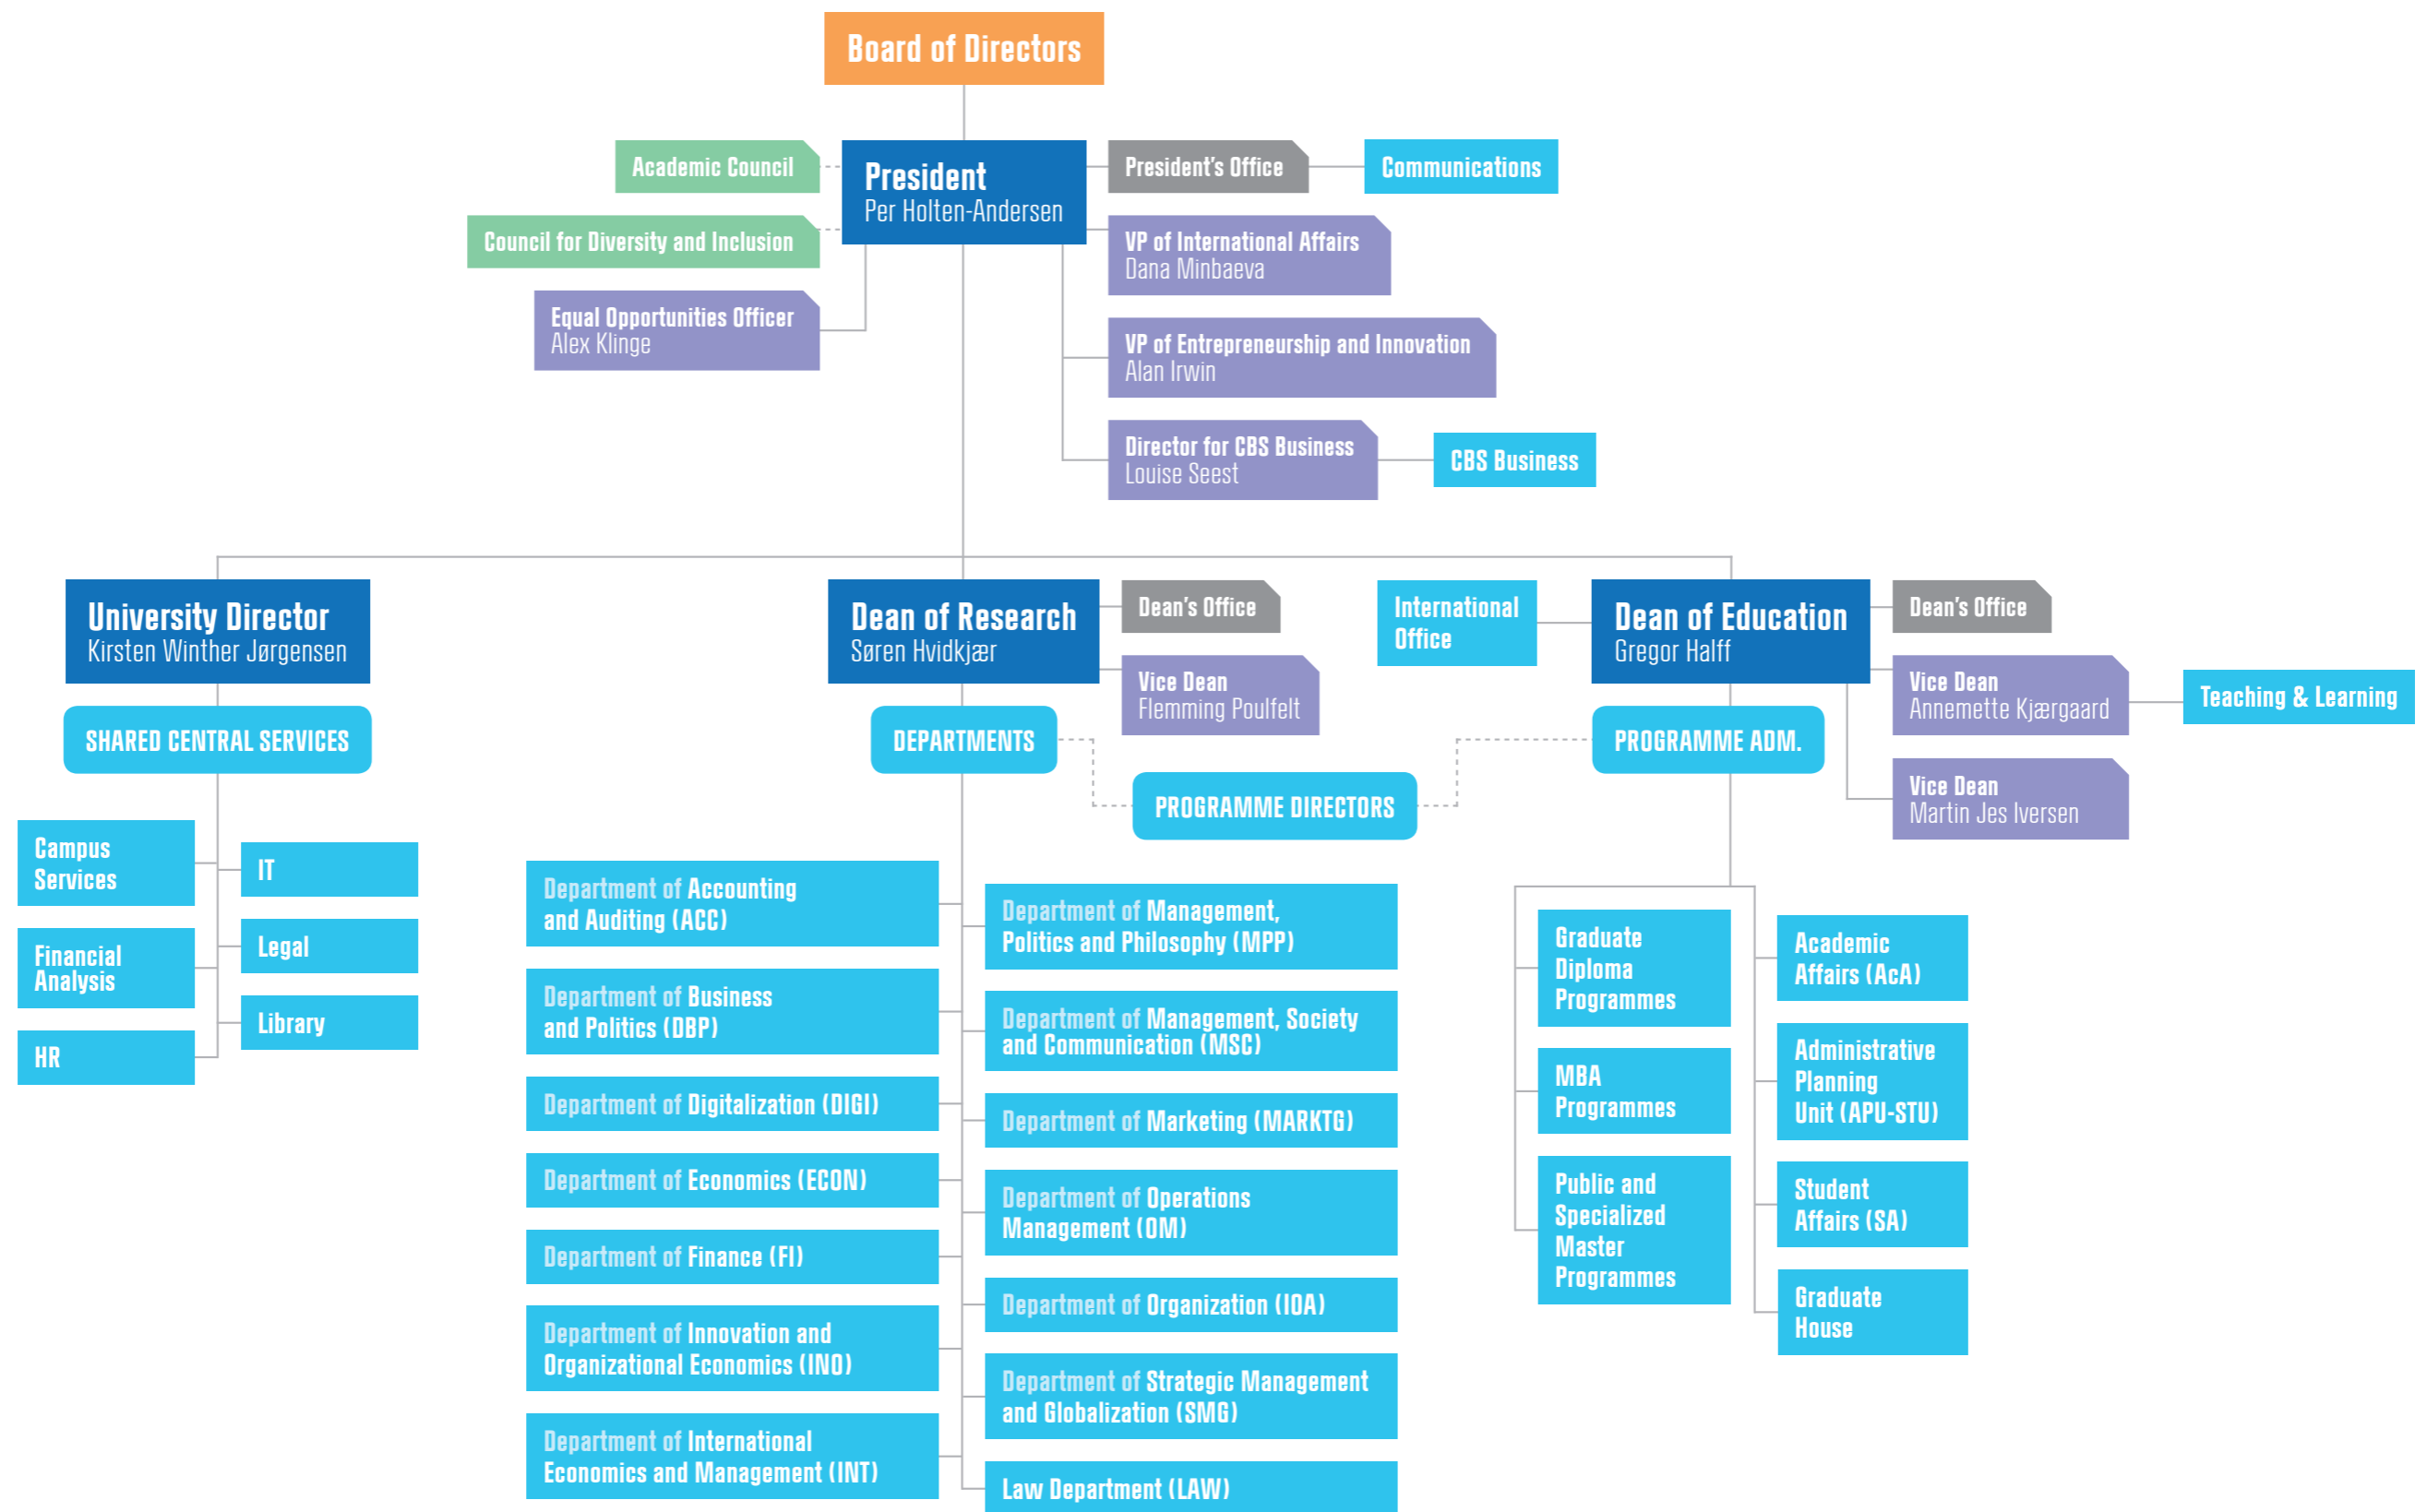 Board of Directors
Academic Council
President
Per Holten-Andersen
President's Office
Communications
Council for Diversity and Inclusion
VP of International Affairs
Dana Minbaeva
Equal Opportunities Officer
Alex Klinge
VP of Entrepreneurship and Innovation
Alan Irwin
Director for CBS Business
Louise Seest
CBS Business
University Director
Kirsten Winther Jørgensen
SHARED CENTRAL SERVICES
Campus
Services
Financial
Analysis
HR
IT
Legal
Library
Dean of Research
Søren Hvidkjær
Dean's Office
Vice Dean
Flemming Poulfelt
DEPARTMENTS
PROGRAMME DIRECTORS
Department of Accounting
and Auditing (ACC)
Department of Business
and Politics (DBP)
Department of Digitalization (DIGI)
Department of Economics (ECON)
Department of Finance (FI)
Department of Innovation and
Organizational Economics (INO)
Department of International
Economics and Management (INT)
Department of Management,
Politics and Philosophy (MPP)
Department of Management, Society
and Communication (MSC)
Department of Marketing (MARKTG)
Department of Operations
Management (OM)
Department of Organization (IOA)
Department of Strategic Management
and Globalization (SMG)
Law Department (LAW)
International
Office
Dean of Education
Gregor Halff
Dean's Office
Vice Dean
Annemette Kjærgaard
Teaching & Learning
Vice Dean
Martin Jes Iversen
PROGRAMME ADM.
Graduate
Diploma
Programmes
MBA
Programmes
Public and
Specialized
Master
Programmes
Academic
Affairs (AcA)
Administrative
Planning
Unit (APU-STU)
Student
Affairs (SA)
Graduate
House